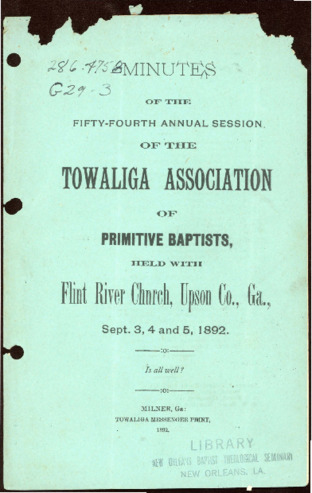 286.4758
G29-3
MINUTES
OF THE
FIFTY-FOURTH ANNUAL SESSION
OF THE
TOWALIGA ASSOCIATION
OF
PRIMITIVE BAPTISTS,
HELD WITH
Flint River Church, Upson Co., Ga.,
Sept. 3, 4 and 5, 1892.
Is all well?
MILNER, Ga:
TOWALIGA MESSENGER PRINT,
1892.
LIBRARY
NEW ORLEANS BAPTIST THEOLOGICAL SEMINARY
NEW ORLEANS, LA.